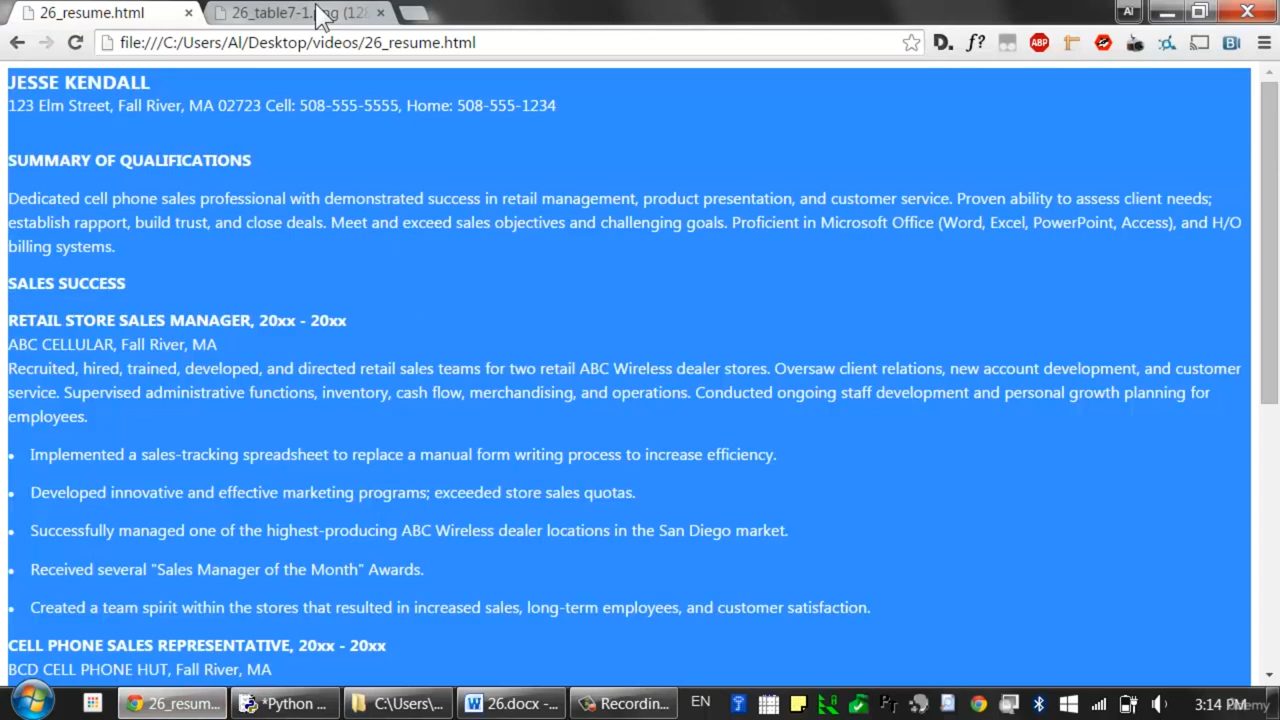 26_resume.html
26_table7-1.png (128
Al
file:///C:/Users/Al/Desktop/videos/26_resume.html
D.
f?
ABP
JESSE KENDALL
123 Elm Street, Fall River, MA 02723 Cell: 508-555-5555, Home: 508-555-1234
SUMMARY OF QUALIFICATIONS
Dedicated cell phone sales professional with demonstrated success in retail management, product presentation, and customer service. Proven ability to assess client needs;
establish rapport, build trust, and close deals. Meet and exceed sales objectives and challenging goals. Proficient in Microsoft Office (Word, Excel, PowerPoint, Access), and H/O
billing systems.
SALES SUCCESS
RETAIL STORE SALES MANAGER, 20xx - 20xx
ABC CELLULAR, Fall River, MA
Recruited, hired, trained, developed, and directed retail sales teams for two retail ABC Wireless dealer stores. Oversaw client relations, new account development, and customer
service. Supervised administrative functions, inventory, cash flow, merchandising, and operations. Conducted ongoing staff development and personal growth planning for
employees.
• Implemented a sales-tracking spreadsheet to replace a manual form writing process to increase efficiency.
• Developed innovative and effective marketing programs; exceeded store sales quotas.
• Successfully managed one of the highest-producing ABC Wireless dealer locations in the San Diego market.
• Received several "Sales Manager of the Month" Awards.
• Created a team spirit within the stores that resulted in increased sales, long-term employees, and customer satisfaction.
CELL PHONE SALES REPRESENTATIVE, 20xx - 20xx
BCD CELL PHONE HUT, Fall River, MA
26_resum...
*Python ...
C:\Users\...
26.docx -...
Recordin...
EN
3:14 PM